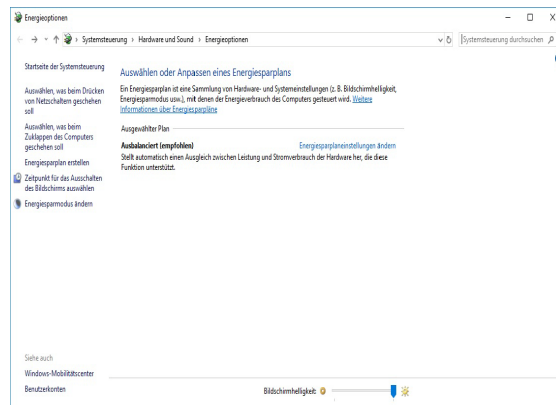 Energieoptionen
Systemsteuerung › Hardware und Sound › Energieoptionen
Systemsteuerung durchsuchen
Startseite der Systemsteuerung
Auswählen, was beim Drücken
von Netzschaltern geschehen
soll
Auswählen, was beim
Zuklappen des Computers
geschehen soll
Energiesparplan erstellen
Zeitpunkt für das Ausschalten
des Bildschirms auswählen
Energiesparmodus ändern
Auswählen oder Anpassen eines Energiesparplans
Ein Energiesparplan ist eine Sammlung von Hardware- und Systemeinstellungen (z. B. Bildschirmhelligkeit,
Energiesparmodus usw.), mit denen der Energieverbrauch des Computers gesteuert wird. Weitere
Informationen über Energiesparpläne
Ausgewählter Plan
Ausbalanciert (empfohlen) Energiesparplaneinstellungen ändern
Stellt automatisch einen Ausgleich zwischen Leistung und Stromverbrauch der Hardware her, die diese
Funktion unterstützt.
Siehe auch
Windows-Mobilitätscenter
Benutzerkonten
Bildschirmhelligkeit: